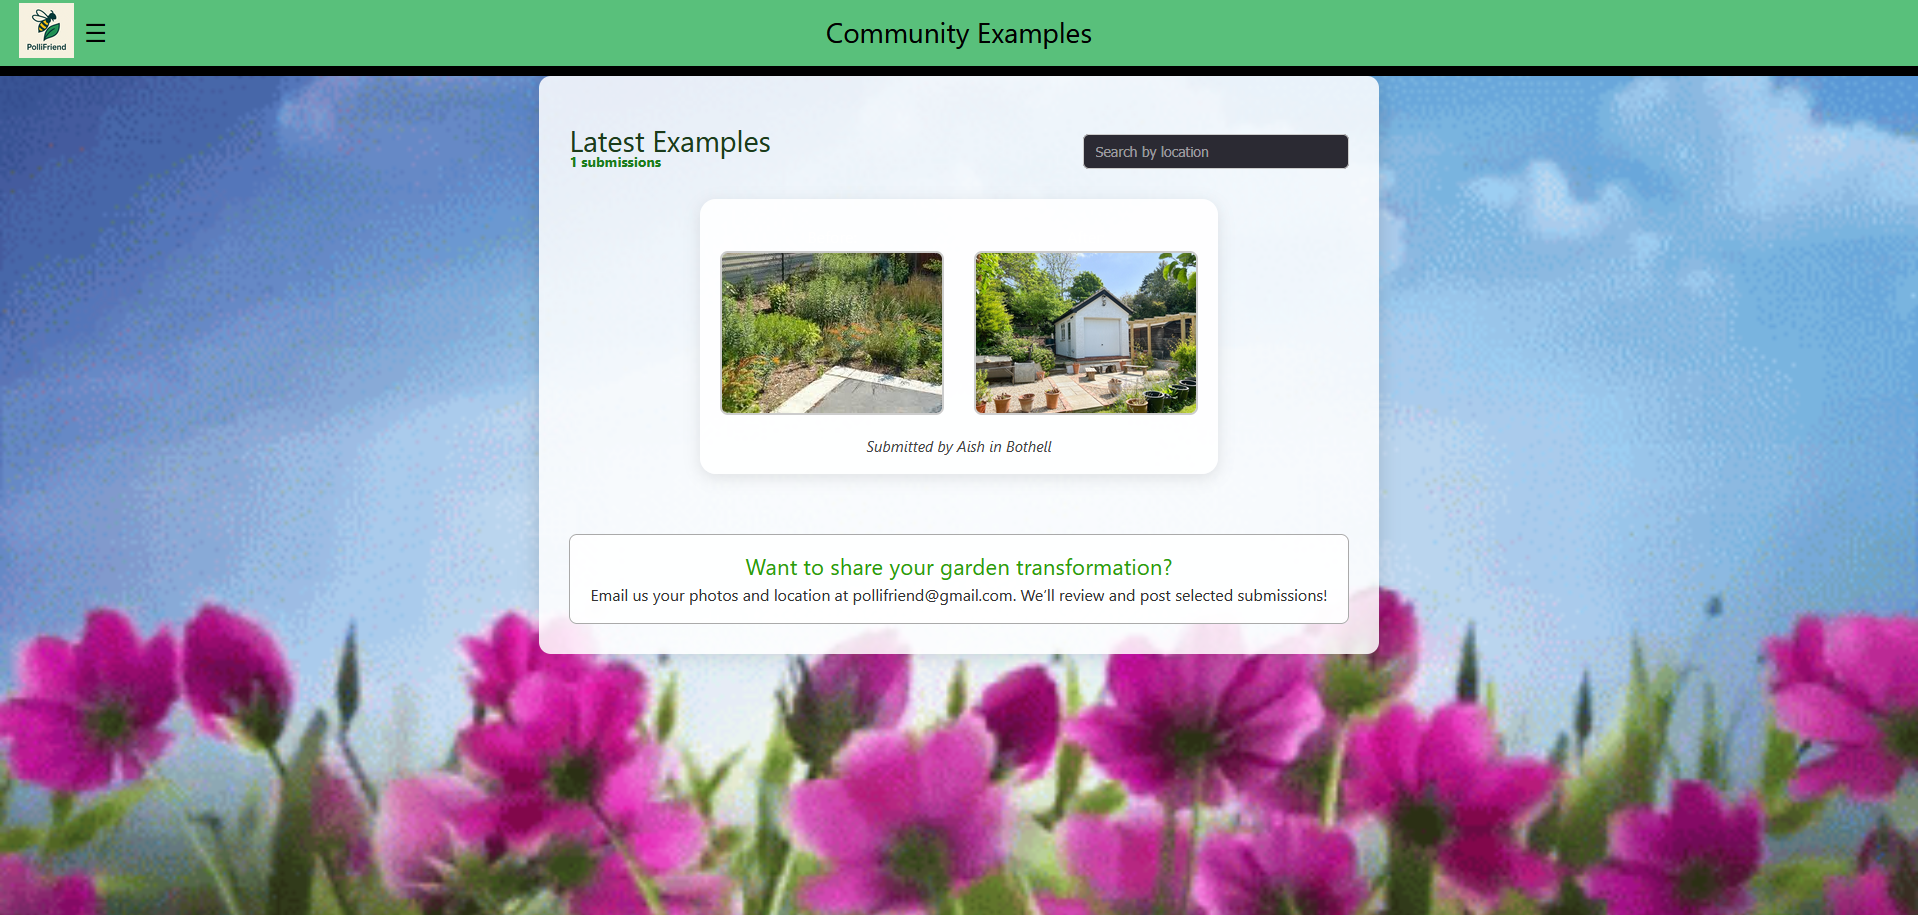 PolliFriend
Community Examples
Latest Examples
1 submissions
Search by location
Submitted by Aish in Bothell
Want to share your garden transformation?
Email us your photos and location at pollifriend@gmail.com. We’ll review and post selected submissions!